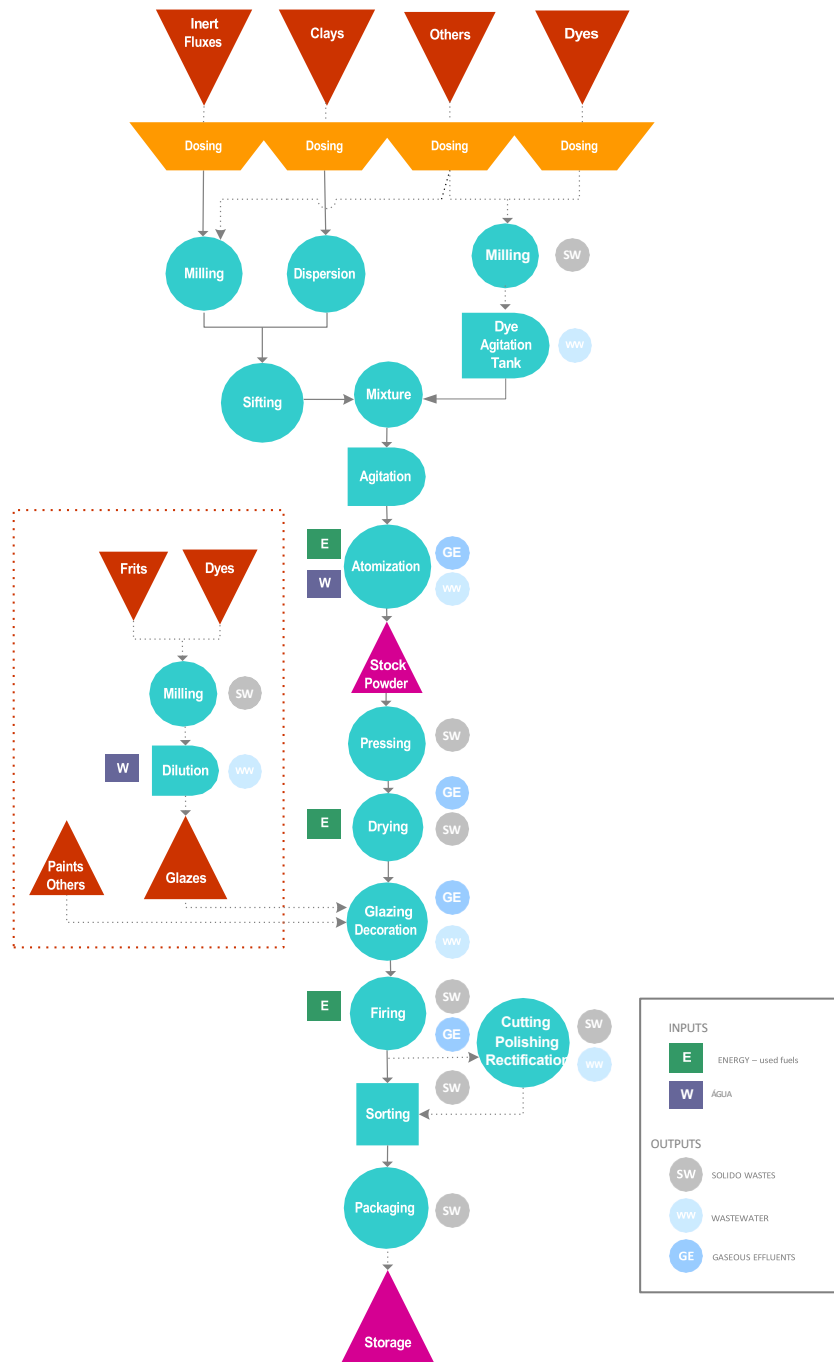 Inert
Fluxes
Clays
Others
Dyes
Dosing
Dosing
Dosing
Dosing
Milling
Dispersion
Milling
SW
Dye
Agitation
Tank
WW
Sifting
Mixture
Agitation
E
W
Atomization
GE
WW
Frits
Dyes
Milling
SW
W
Dilution
WW
Paints
Others
Glazes
Stock
Powder
Pressing
SW
E
Drying
GE
SW
Glazing
Decoration
GE
WW
E
Firing
SW
GE
Cutting
Polishing
Rectification
SW
WW
Sorting
SW
Packaging
SW
Storage
INPUTS
E ENERGY – used fuels
W ÁGUA
OUTPUTS
SW SOLIDO WASTES
WW WASTEWATER
GE GASEOUS EFFLUENTS